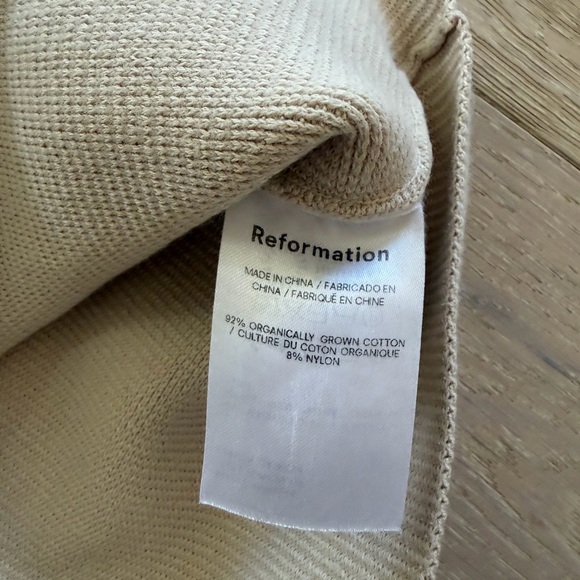 Reformation
MADE IN CHINA / FABRICADO EN
CHINA / FABRIQUÉ EN CHINE
92% ORGANICALLY GROWN COTTON
/ CULTURE DU COTON ORGANIQUE
8% NYLON